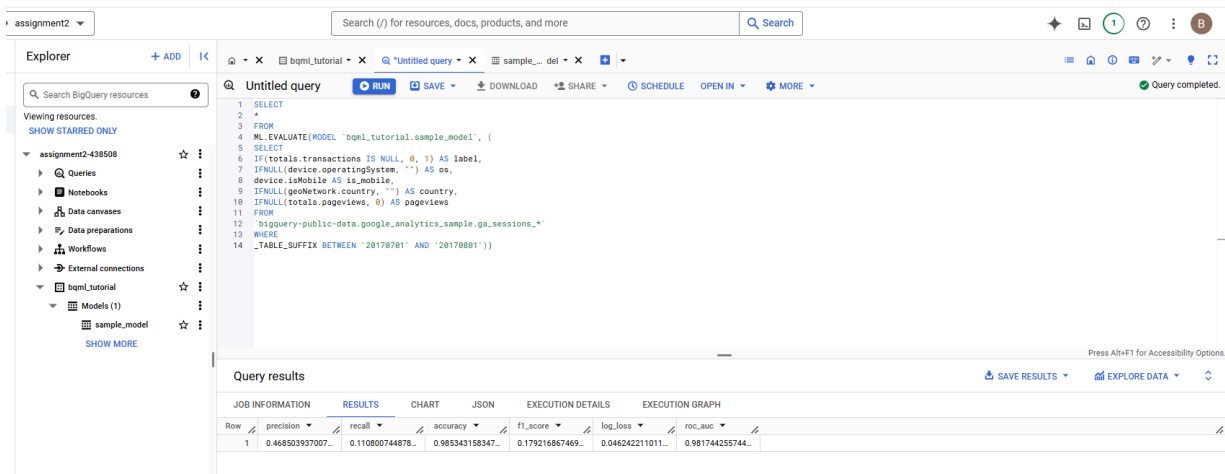 assignment2
Search (/) for resources, docs, products, and more
Search
1
B
Explorer
+ ADD
Search BigQuery resources
Viewing resources.
SHOW STARRED ONLY
assignment2-438508
Queries
Notebooks
Data canvases
Data preparations
Workflows
External connections
bqml_tutorial
Models (1)
sample_model
SHOW MORE
bqml_tutorial
*Untitled query
sample_... del
Untitled query
RUN
SAVE
DOWNLOAD
SHARE
SCHEDULE
OPEN IN
MORE
Query completed.
1 SELECT
2 *
3 FROM
4 ML.EVALUATE(MODEL `bqml_tutorial.sample_model`, (
5 SELECT
6 IF(totals.transactions IS NULL, 0, 1) AS label,
7 IFNULL(device.operatingSystem, "") AS os,
8 device.isMobile AS is_mobile,
9 IFNULL(geoNetwork.country, "") AS country,
10 IFNULL(totals.pageviews, 0) AS pageviews
11 FROM
12 `bigquery-public-data.google_analytics_sample.ga_sessions_*`
13 WHERE
14 _TABLE_SUFFIX BETWEEN '20170701' AND '20170801'))
Press Alt+F1 for Accessibility Options.
Query results
SAVE RESULTS
EXPLORE DATA
JOB INFORMATION RESULTS CHART JSON EXECUTION DETAILS EXECUTION GRAPH
Row precision recall accuracy f1_score log_loss roc_auc
1 0.468503937007... 0.110800744878... 0.985343158347... 0.179216867469... 0.046242211011... 0.981744255744...